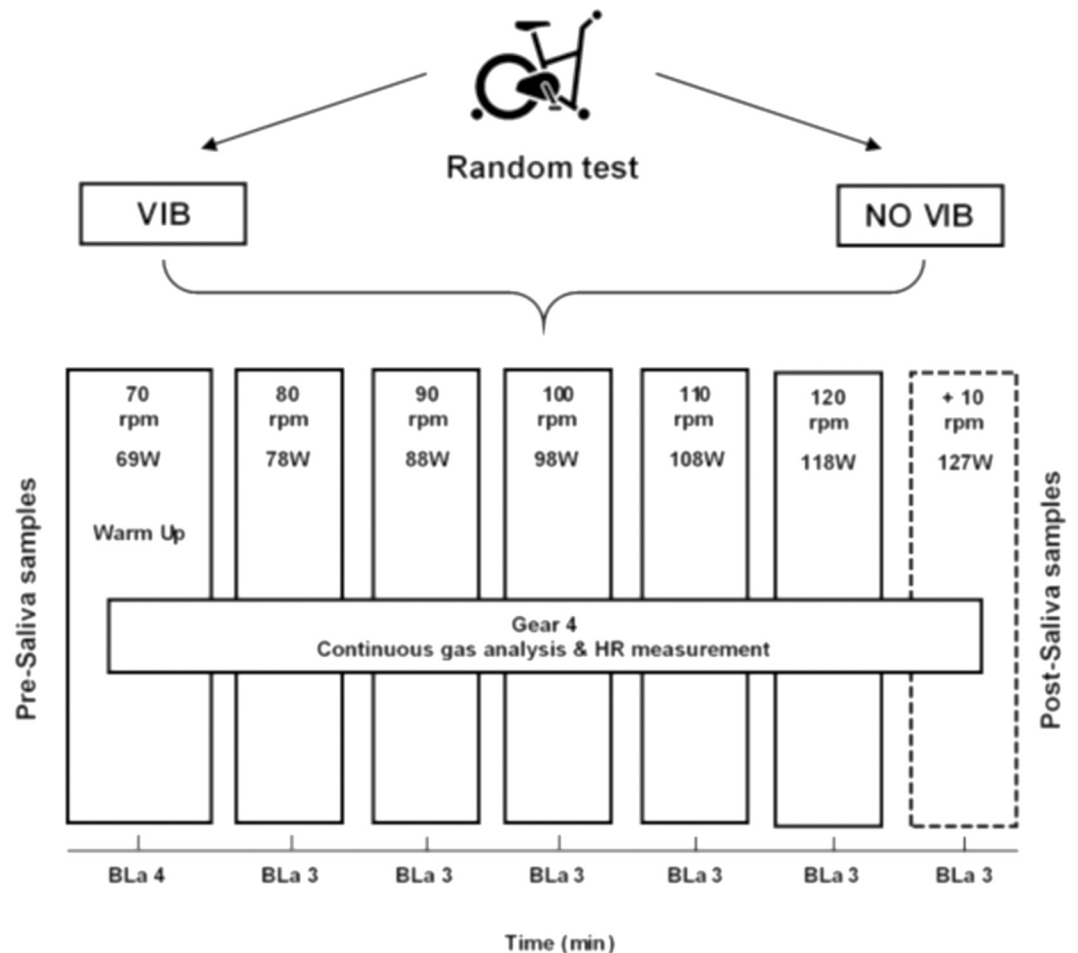 Random test
VIB
NO VIB
70
rpm
69W
Warm Up
80
rpm
78W
90
rpm
88W
100
rpm
98W
110
rpm
108W
120
rpm
118W
+ 10
rpm
127W
Gear 4
Continuous gas analysis & HR measurement
Pre-Saliva samples
Post-Saliva samples
BLa 4
BLa 3
BLa 3
BLa 3
BLa 3
BLa 3
BLa 3
Time (min)